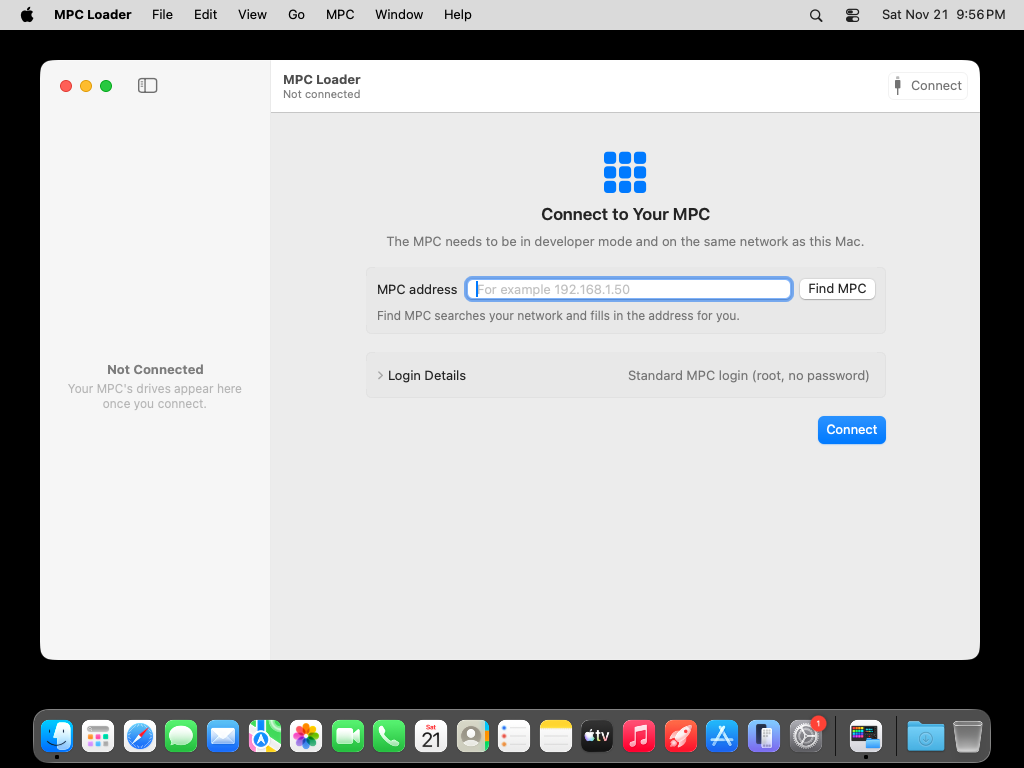 MPC Loader File Edit View Go MPC Window Help Sat Nov 21 9:56 PM
MPC Loader
Not connected
Connect
Connect to Your MPC
The MPC needs to be in developer mode and on the same network as this Mac.
MPC address For example 192.168.1.50 Find MPC
Find MPC searches your network and fills in the address for you.
Not Connected
Your MPC's drives appear here
once you connect.
Login Details Standard MPC login (root, no password)
Connect
Sat
21
tv
1